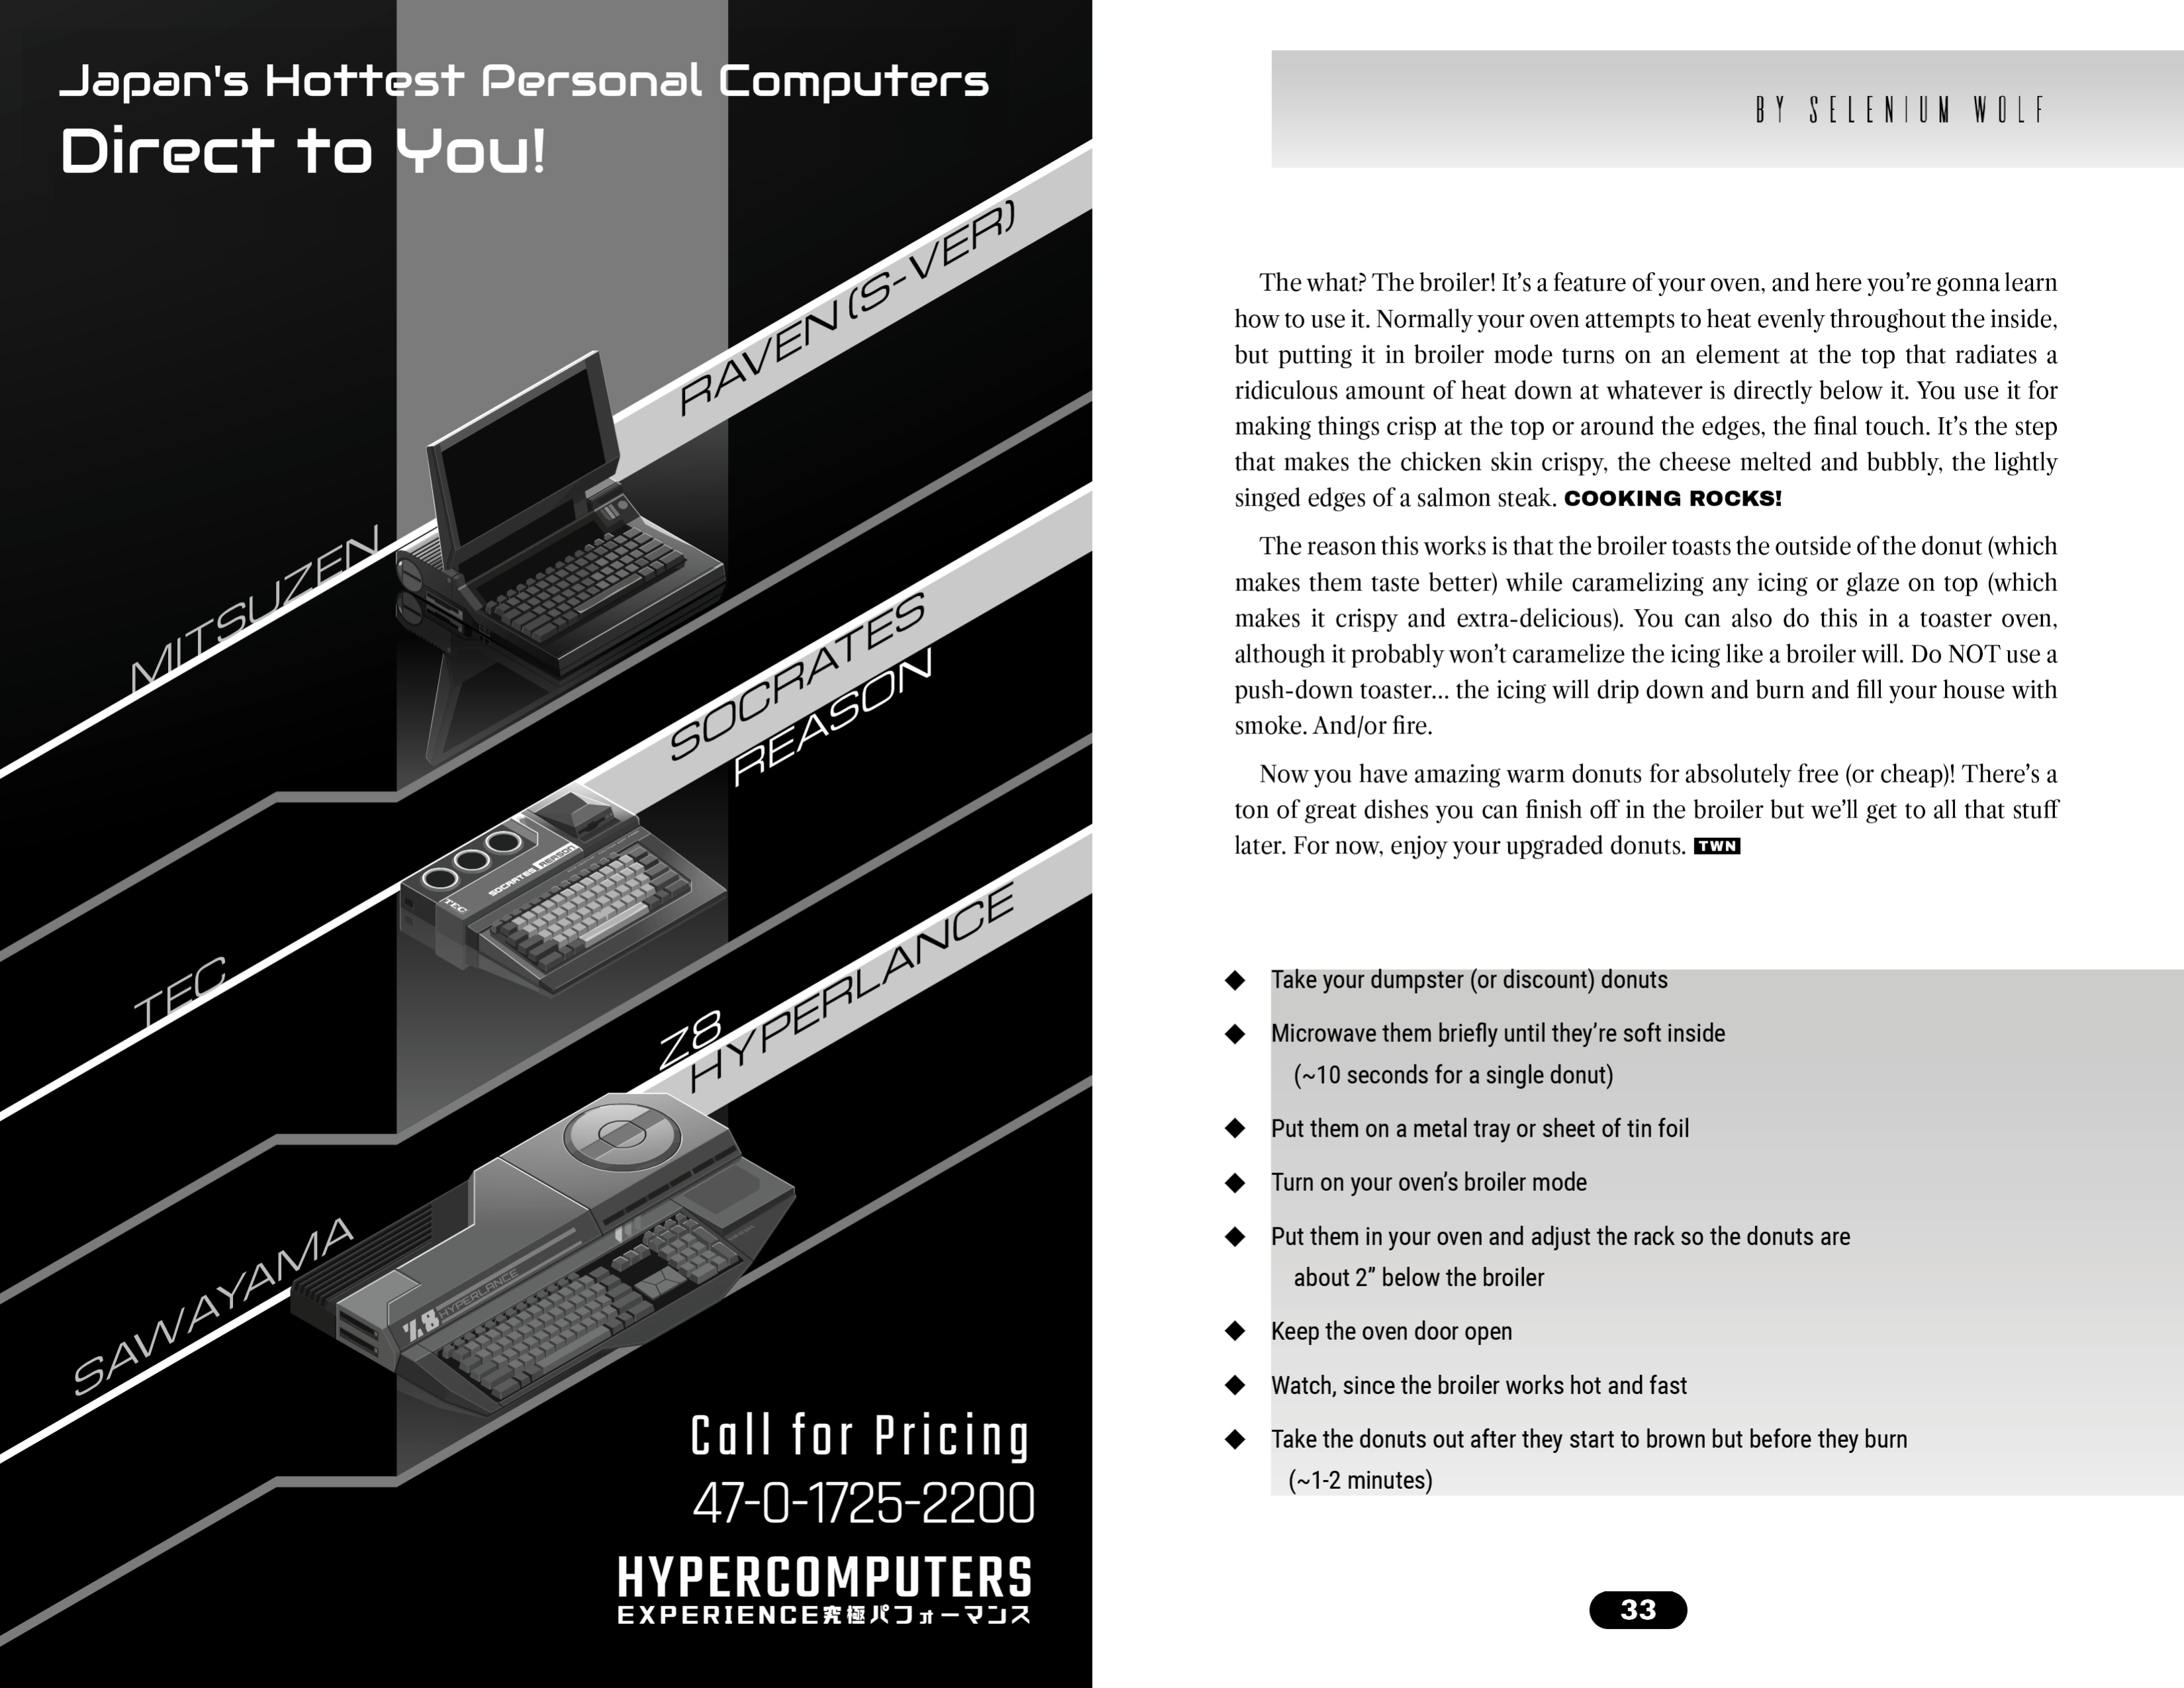 Japan's Hottest Personal Computers
Direct to You!
RAVEN (S-VER)
MITSUZEN
SOCRATES
REASON
SOCRATES REASON
TEC
TEC
Z8
HYPERLANCE
SAWAYAMA
Z8 HYPERLANCE
Call for Pricing
47-0-1725-2200
HYPERCOMPUTERS
EXPERIENCE究極パフォーマンス
BY SELENIUM WOLF
The what? The broiler! It’s a feature of your oven, and here you’re gonna learn
how to use it. Normally your oven attempts to heat evenly throughout the inside,
but putting it in broiler mode turns on an element at the top that radiates a
ridiculous amount of heat down at whatever is directly below it. You use it for
making things crisp at the top or around the edges, the final touch. It’s the step
that makes the chicken skin crispy, the cheese melted and bubbly, the lightly
singed edges of a salmon steak. COOKING ROCKS!
The reason this works is that the broiler toasts the outside of the donut (which
makes them taste better) while caramelizing any icing or glaze on top (which
makes it crispy and extra-delicious). You can also do this in a toaster oven,
although it probably won’t caramelize the icing like a broiler will. Do NOT use a
push-down toaster... the icing will drip down and burn and fill your house with
smoke. And/or fire.
Now you have amazing warm donuts for absolutely free (or cheap)! There’s a
ton of great dishes you can finish off in the broiler but we’ll get to all that stuff
later. For now, enjoy your upgraded donuts. TWN
◆ Take your dumpster (or discount) donuts
◆ Microwave them briefly until they’re soft inside
(~10 seconds for a single donut)
◆ Put them on a metal tray or sheet of tin foil
◆ Turn on your oven’s broiler mode
◆ Put them in your oven and adjust the rack so the donuts are
about 2” below the broiler
◆ Keep the oven door open
◆ Watch, since the broiler works hot and fast
◆ Take the donuts out after they start to brown but before they burn
(~1-2 minutes)
33